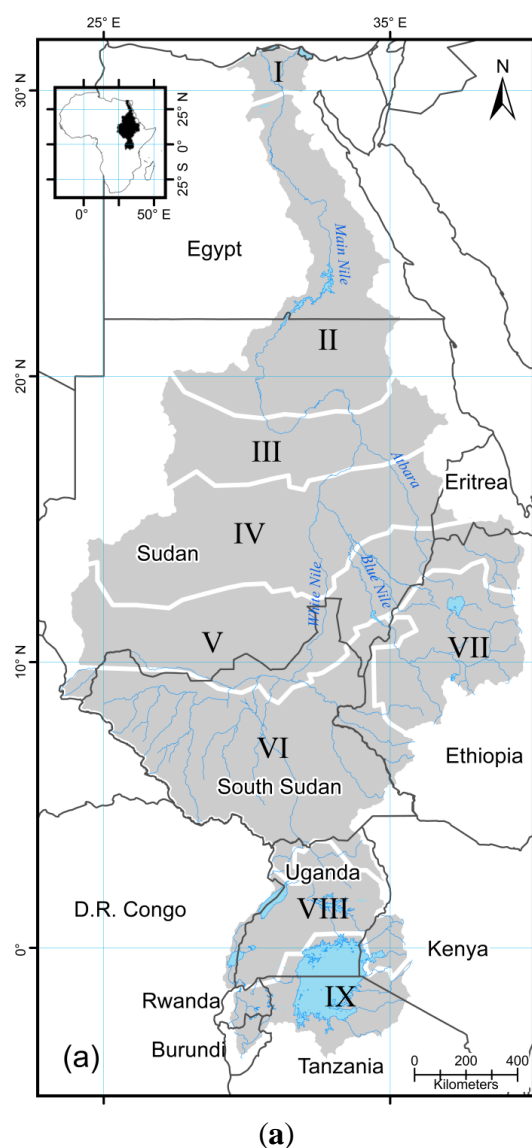 25° E
35° E
N
I
30° N
25° N
0°
25° S
0°
50° E
Main Nile
Egypt
II
20° N
III
Atbara
Eritrea
IV
Sudan
Blue Nile
White Nile
V
VII
10° N
VI
Ethiopia
South Sudan
Uganda
VIII
D.R. Congo
0°
Kenya
Rwanda
IX
Burundi
(a)
Tanzania
0 200 400
Kilometers
(a)